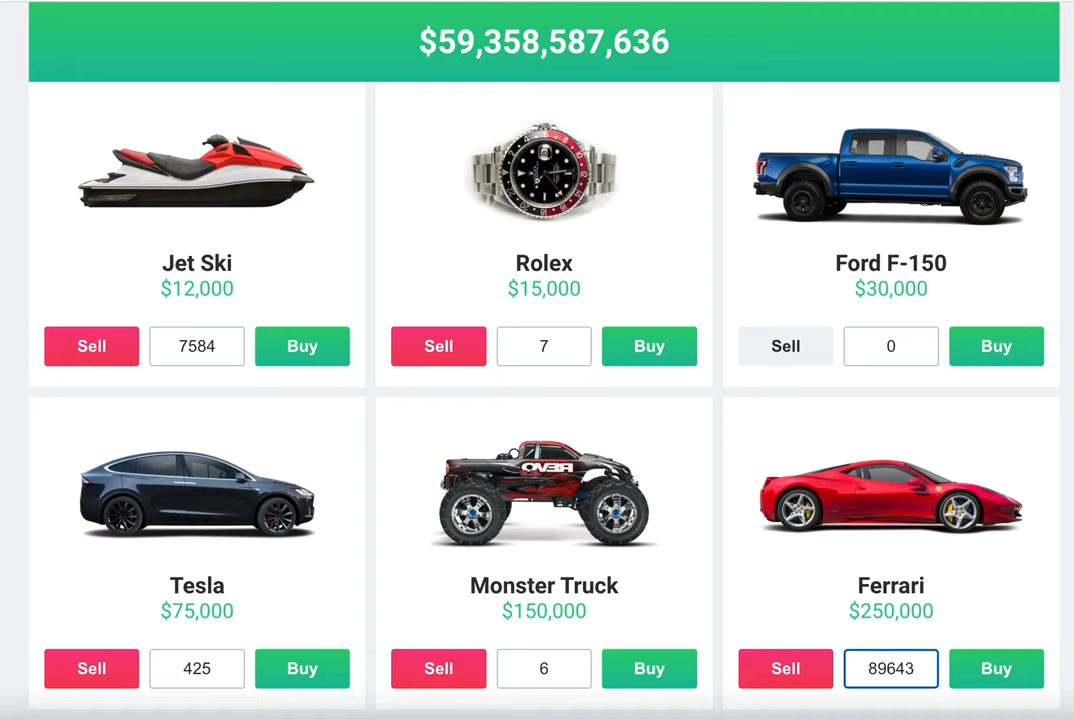 $59,358,587,636
Jet Ski
$12,000
Sell 7584 Buy
Rolex
$15,000
Sell 7 Buy
Ford F-150
$30,000
Sell 0 Buy
Tesla
$75,000
Sell 425 Buy
Monster Truck
$150,000
Sell 6 Buy
Ferrari
$250,000
Sell 89643 Buy